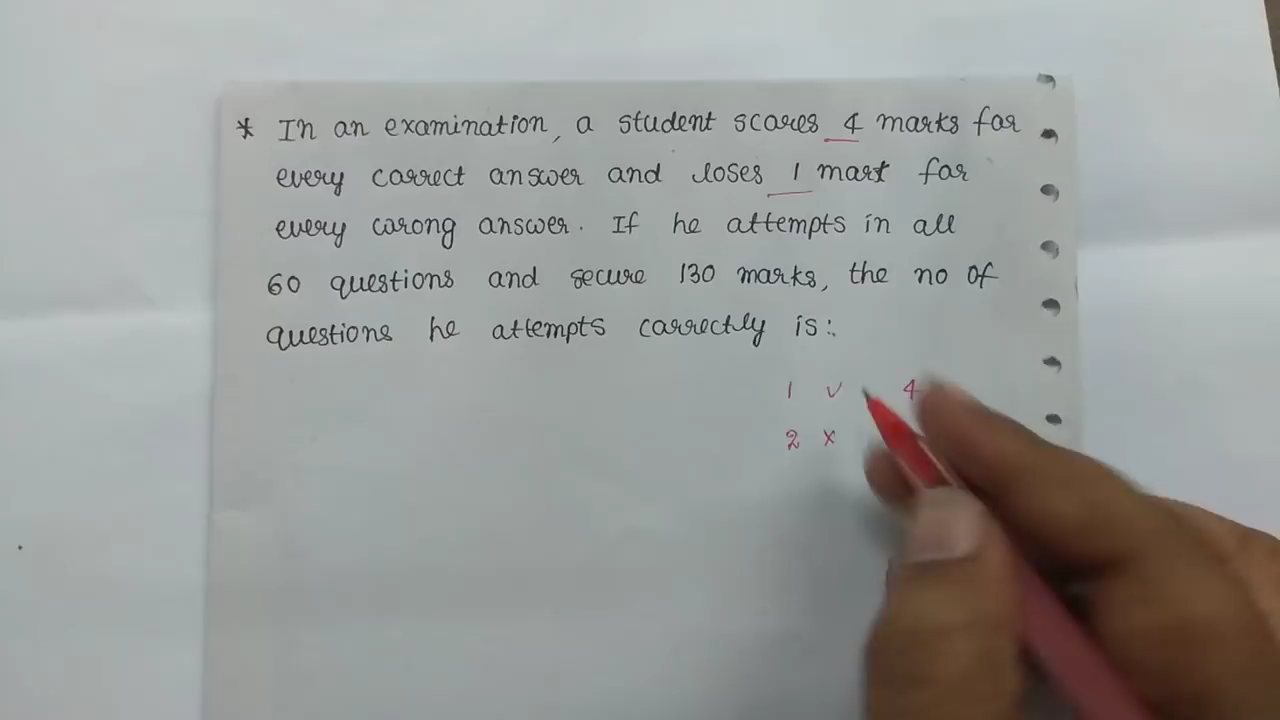 * In an examination, a student scares 4 marks for
every correct answer and loses 1 mart for
every wrong answer. If he attempts in all
60 questions and secure 130 marks, the no of
questions he attempts correctly is:.
1 ✓ 4
2 ×